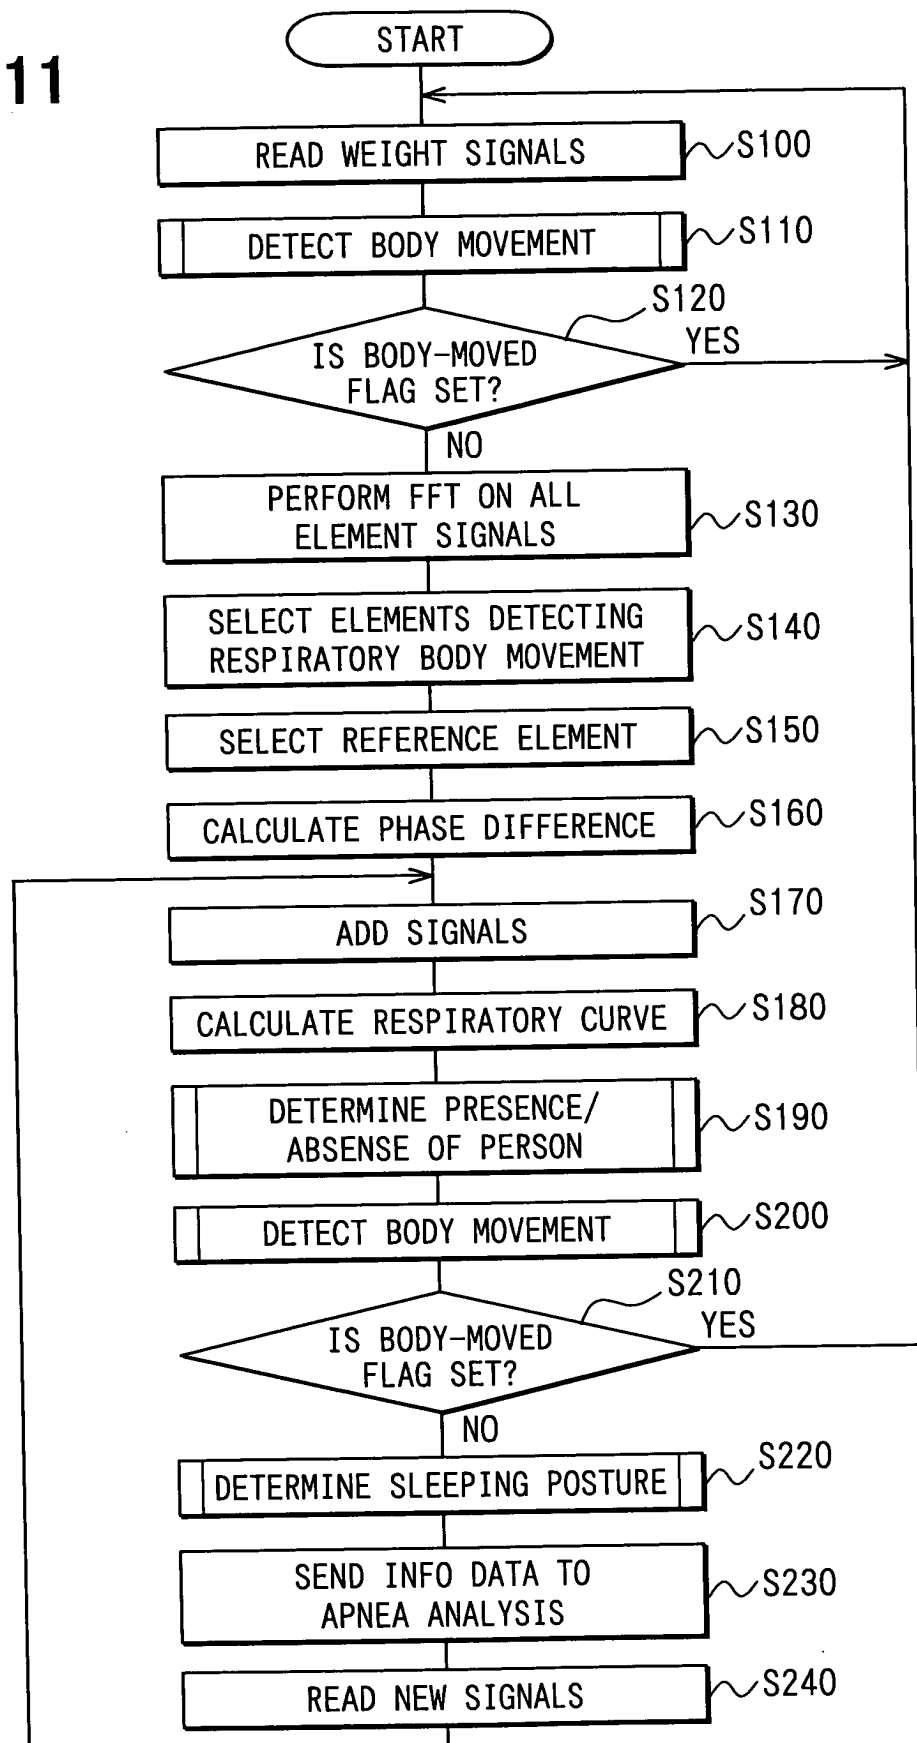 11
START
READ WEIGHT SIGNALS
S100
DETECT BODY MOVEMENT
S110
S120
IS BODY-MOVED
FLAG SET?
YES
NO
PERFORM FFT ON ALL
ELEMENT SIGNALS
S130
SELECT ELEMENTS DETECTING
RESPIRATORY BODY MOVEMENT
S140
SELECT REFERENCE ELEMENT
S150
CALCULATE PHASE DIFFERENCE
S160
ADD SIGNALS
S170
CALCULATE RESPIRATORY CURVE
S180
DETERMINE PRESENCE/
ABSENSE OF PERSON
S190
DETECT BODY MOVEMENT
S200
S210
IS BODY-MOVED
FLAG SET?
YES
NO
DETERMINE SLEEPING POSTURE
S220
SEND INFO DATA TO
APNEA ANALYSIS
S230
READ NEW SIGNALS
S240